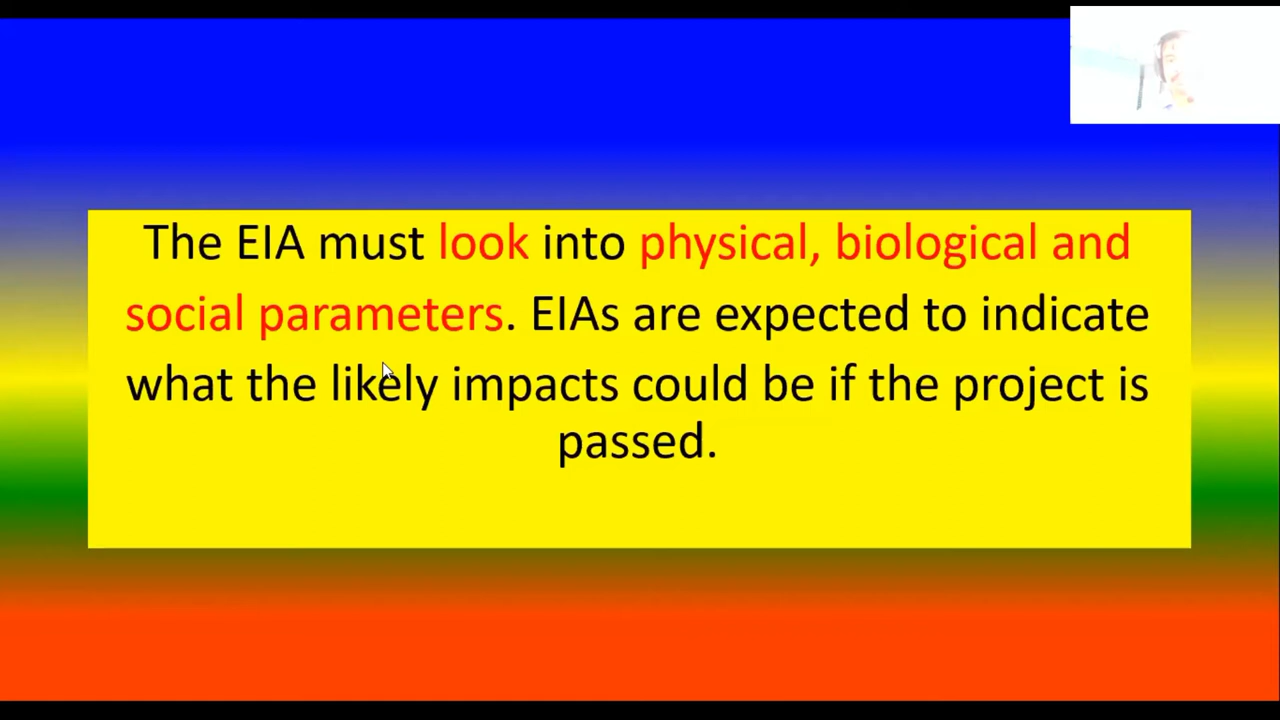 The EIA must look into physical, biological and
social parameters. EIAs are expected to indicate
what the likely impacts could be if the project is
passed.